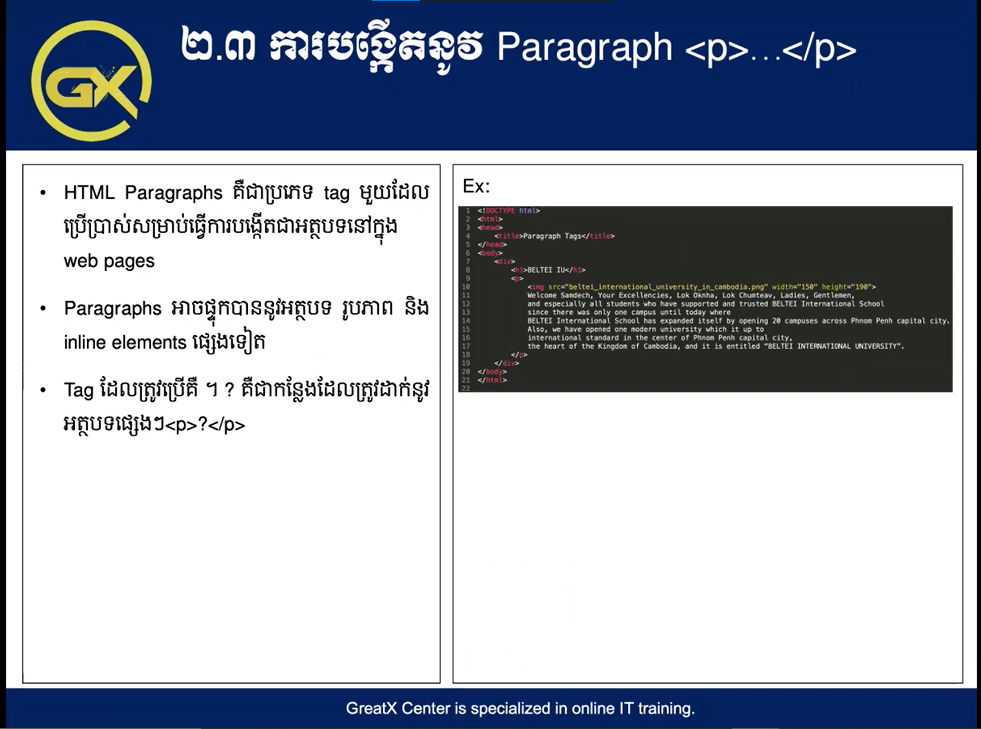 GX
២.៣ ការបង្កើតនូវ Paragraph <p>…</p>
• HTML Paragraphs គឺជាប្រភេទ tag មួយដែល
ប្រើប្រាស់សម្រាប់ធ្វើការបង្កើតជាអត្ថបទនៅក្នុង
web pages
• Paragraphs អាចផ្ទុកបាននូវអត្ថបទ រូបភាព និង
inline elements ផ្សេងទៀត
• Tag ដែលត្រូវប្រើគឺ ។ ? គឺជាកន្លែងដែលត្រូវដាក់នូវ
អត្ថបទផ្សេងៗ<p>?</p>
Ex:
1 <!DOCTYPE html>
2 <html>
3 <head>
4 <title>Paragraph Tags</title>
5 </head>
6 <body>
7 <div>
8 <h1>BELTEI IU</h1>
9 <p>
10 <img src="beltei_international_university_in_cambodia.png" width="150" height="190">
11 Welcome Samdech, Your Excellencies, Lok Oknha, Lok Chumteav, Ladies, Gentlemen,
12 and especially all students who have supported and trusted BELTEI International School
13 since there was only one campus until today where
14 BELTEI International School has expanded itself by opening 20 campuses across Phnom Penh capital city.
15 Also, we have opened one modern university which it up to
16 international standard in the center of Phnom Penh capital city,
17 the heart of the Kingdom of Cambodia, and it is entitled “BELTEI INTERNATIONAL UNIVERSITY”.
18 </p>
19 </div>
20 </body>
21 </html>
22
GreatX Center is specialized in online IT training.